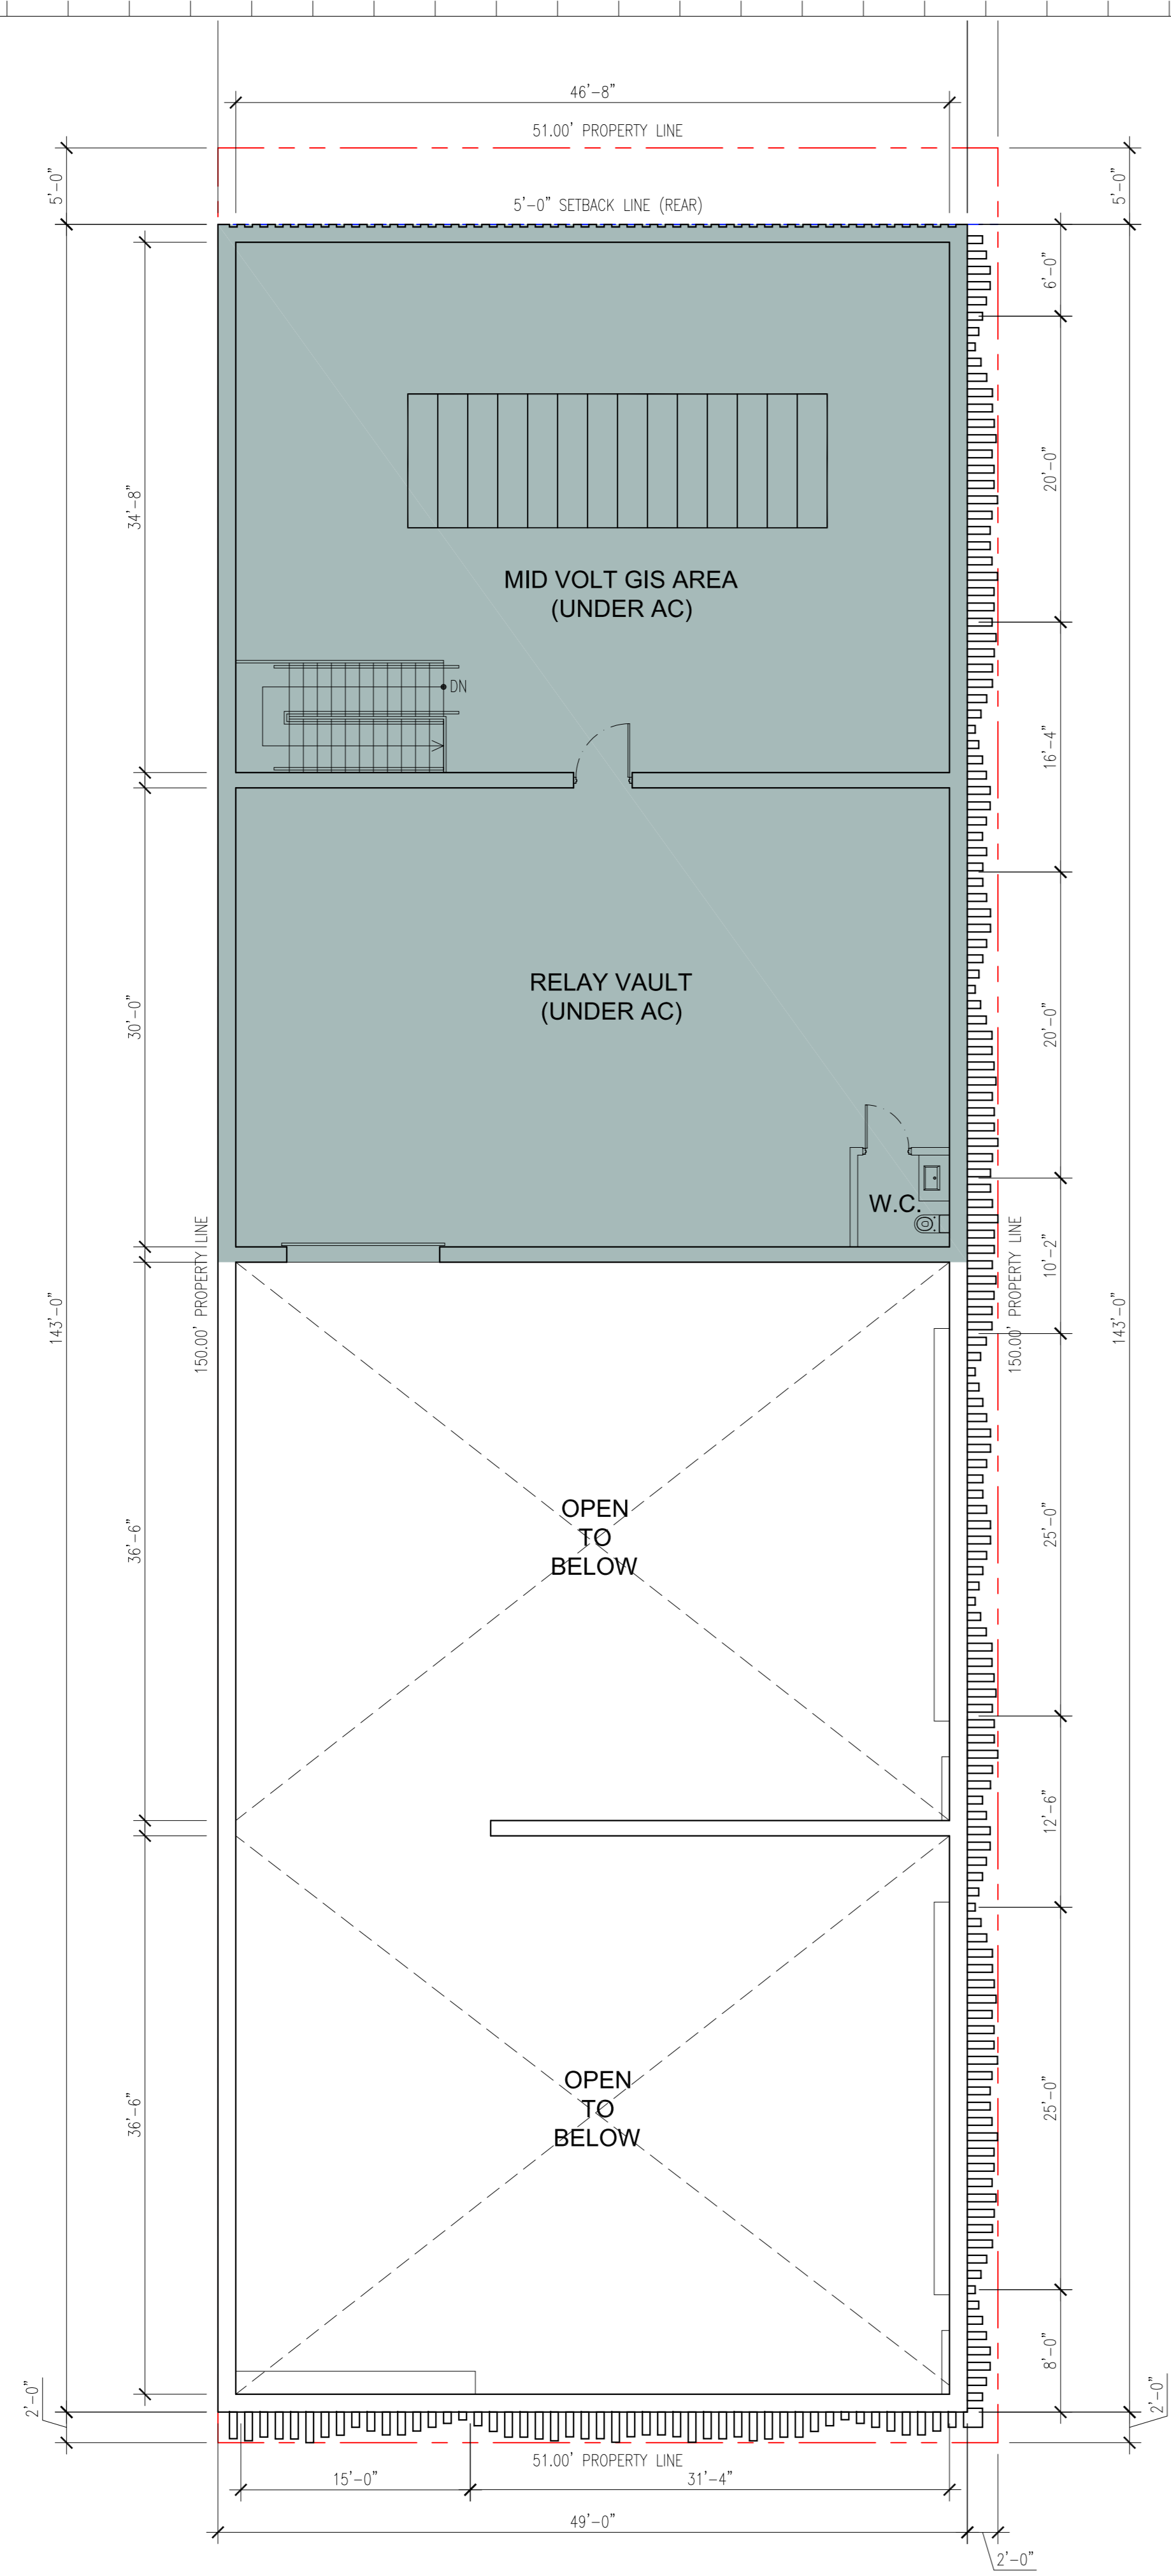 46'-8"
51.00' PROPERTY LINE
5'-0"
5'-0"
5'-0" SETBACK LINE (REAR)
6'-0"
20'-0"
34'-8"
MID VOLT GIS AREA
(UNDER AC)
DN
16'-4"
RELAY VAULT
(UNDER AC)
30'-0"
20'-0"
W.C.
150.00' PROPERTY LINE
150.00' PROPERTY LINE
10'-2"
143'-0"
143'-0"
OPEN
TO
BELOW
36'-6"
25'-0"
12'-6"
OPEN
TO
BELOW
36'-6"
25'-0"
8'-0"
2'-0"
2'-0"
51.00' PROPERTY LINE
15'-0"
31'-4"
49'-0"
2'-0"